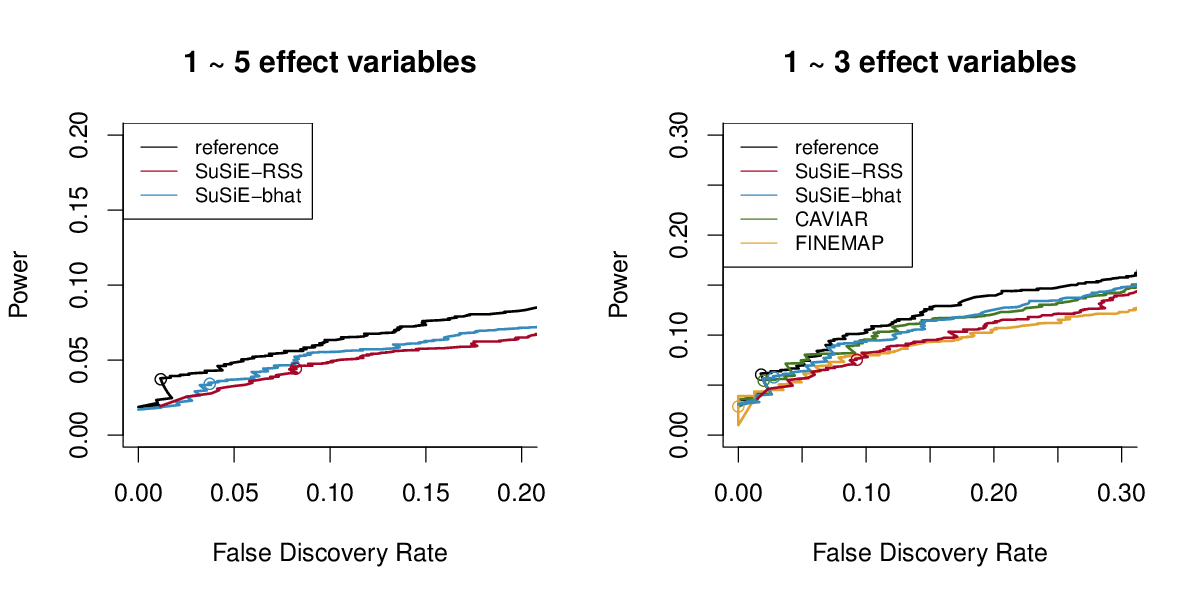 1 ~ 5 effect variables
Power
0.20
0.15
0.10
0.05
0.00
reference
SuSiE−RSS
SuSiE−bhat
0.00 0.05 0.10 0.15 0.20
False Discovery Rate
1 ~ 3 effect variables
Power
0.30
0.20
0.10
0.00
reference
SuSiE−RSS
SuSiE−bhat
CAVIAR
FINEMAP
0.00 0.10 0.20 0.30
False Discovery Rate